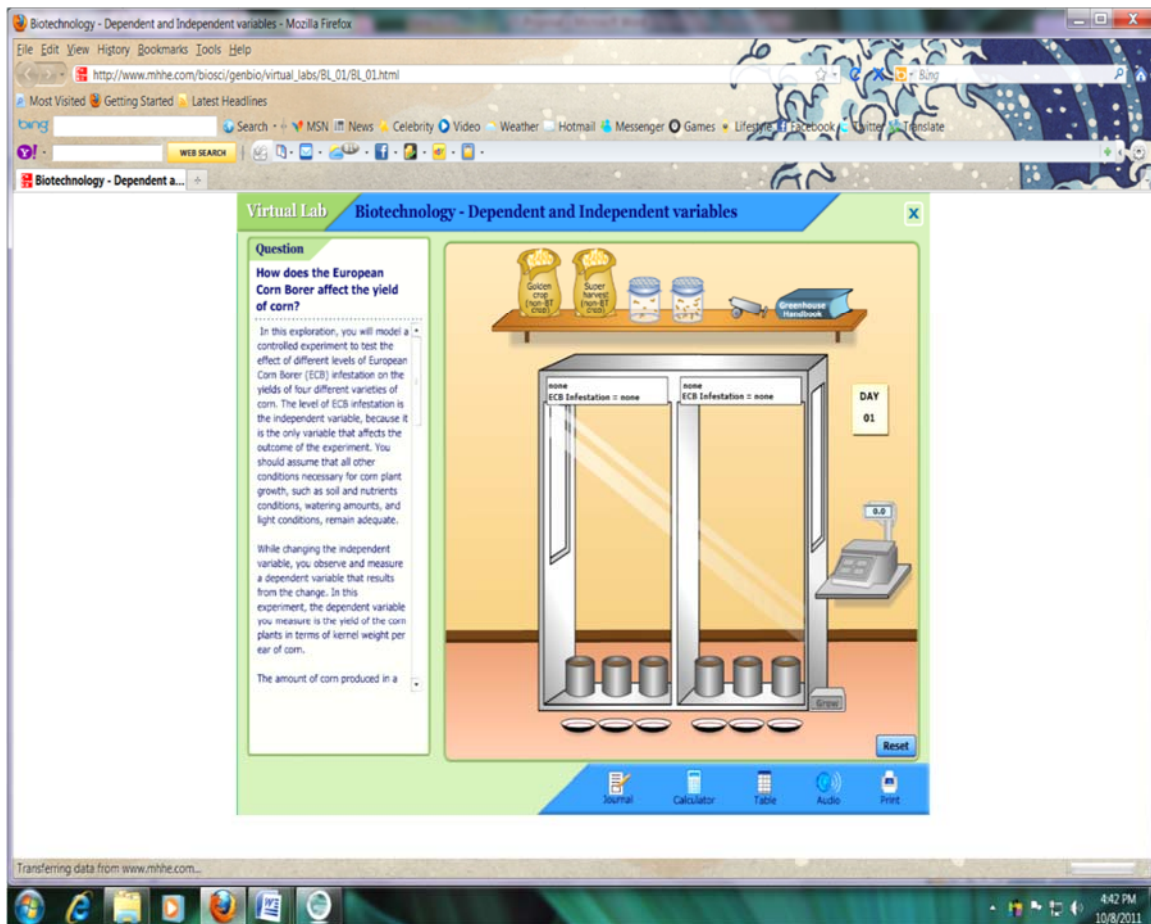 Biotechnology - Dependent and Independent variables - Mozilla Firefox
File Edit View History Bookmarks Tools Help
http://www.mhhe.com/biosci/genbio/virtual_labs/BL_01/BL_01.html
Bing
Most Visited Getting Started Latest Headlines
bing Search MSN News Celebrity Video Weather Hotmail Messenger Games Lifestyle Facebook Twitter Translate
Y! WEB SEARCH
Biotechnology - Dependent a...
Virtual Lab Biotechnology - Dependent and Independent variables X
Question
How does the European
Corn Borer affect the yield
of corn?
In this exploration, you will model a
controlled experiment to test the
effect of different levels of European
Corn Borer (ECB) infestation on the
yields of four different varieties of
corn. The level of ECB infestation is
the independent variable, because it
is the only variable that affects the
outcome of the experiment. You
should assume that all other
conditions necessary for corn plant
growth, such as soil and nutrients
conditions, watering amounts, and
light conditions, remain adequate.
While changing the independent
variable, you observe and measure
a dependent variable that results
from the change. In this
experiment, the dependent variable
you measure is the yield of the corn
plants in terms of kernel weight per
ear of corn.
The amount of corn produced in a
Golden
crop
(non-BT
crop)
Super
harvest
(non-BT
crop)
Greenhouse
Handbook
none
ECB Infestation = none
none
ECB Infestation = none
DAY
01
0.0
Grow
Reset
Journal Calculator Table Audio Print
Transferring data from www.mhhe.com...
4:42 PM
10/8/2011